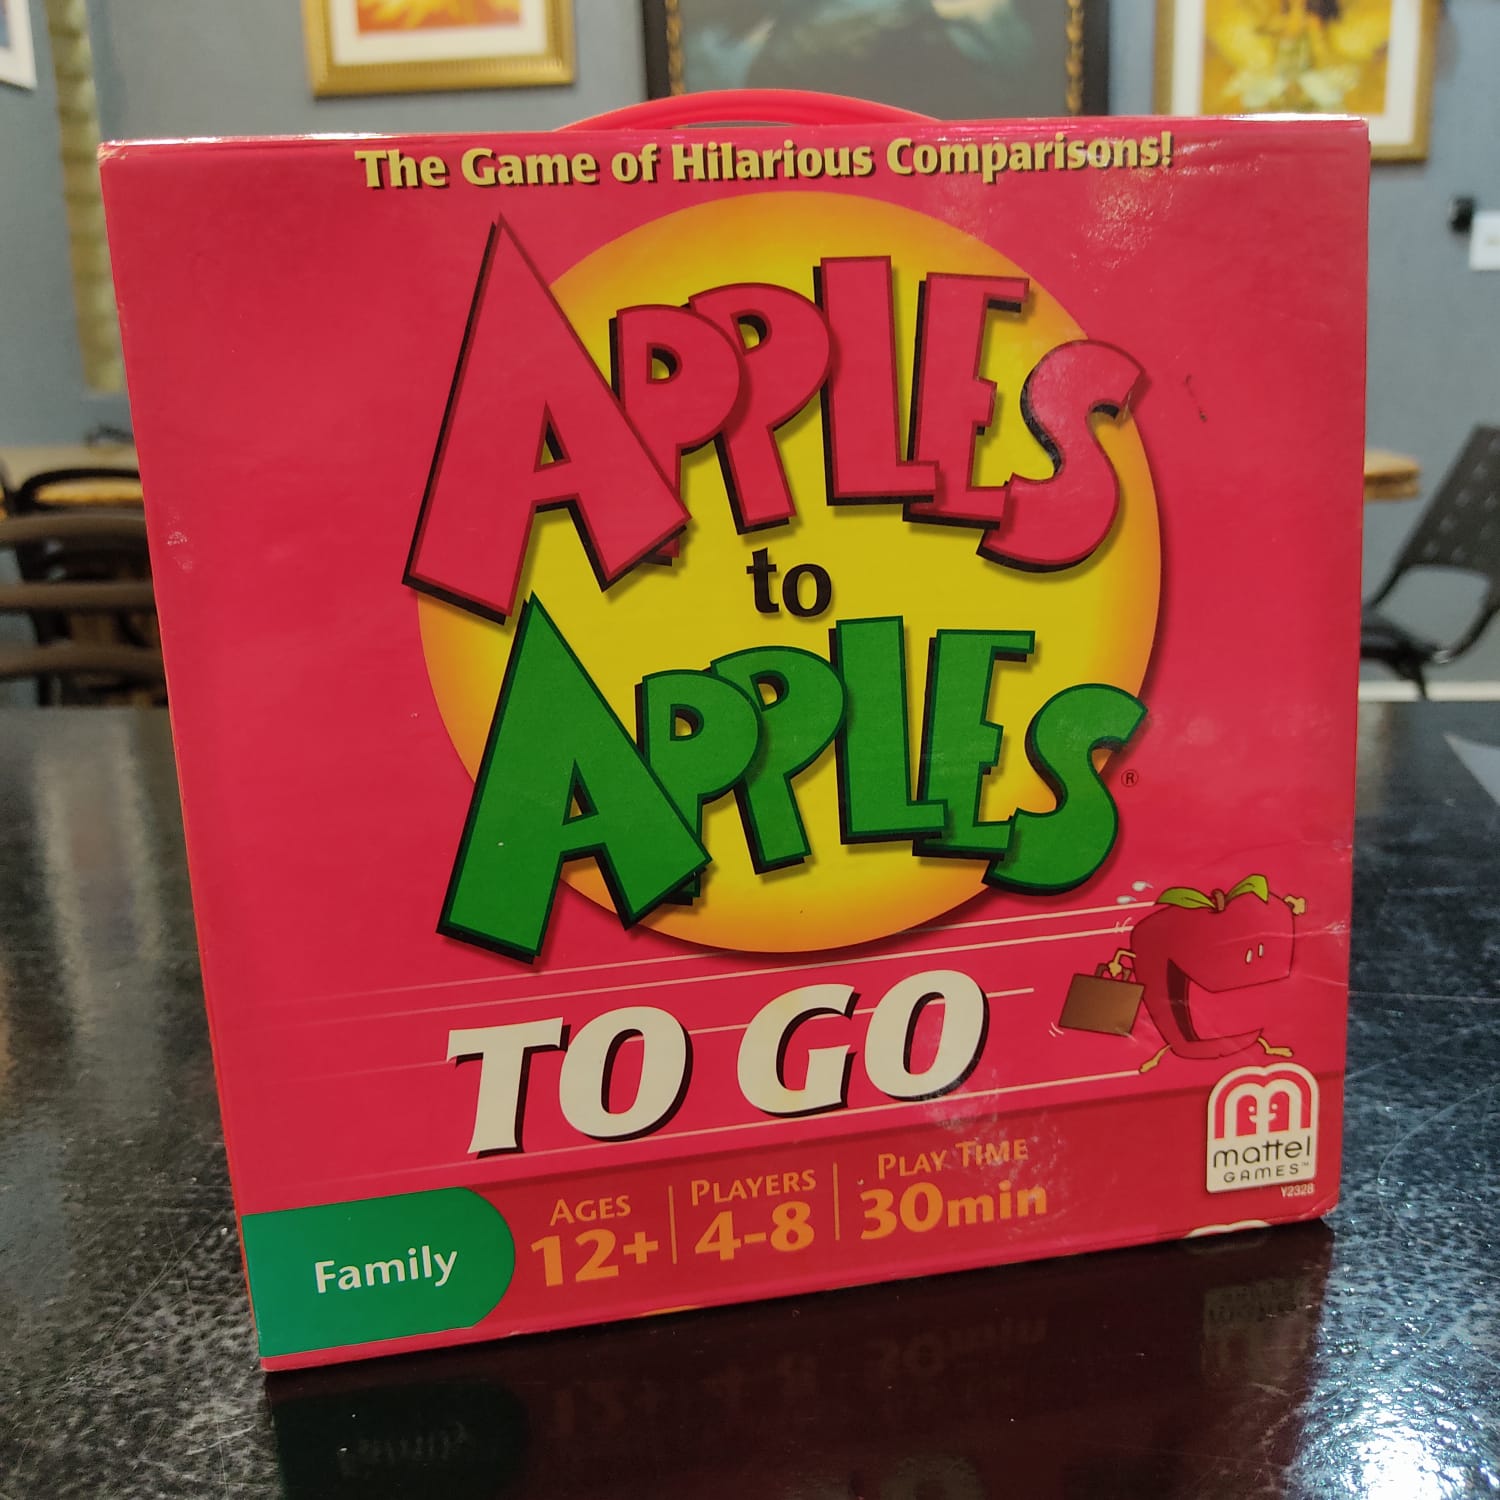 The Game of Hilarious Comparisons!
APPLES
to
APPLES
®
TO GO
Family
AGES
12+
PLAYERS
4-8
PLAY TIME
30min
mattel
GAMES™
Y2328